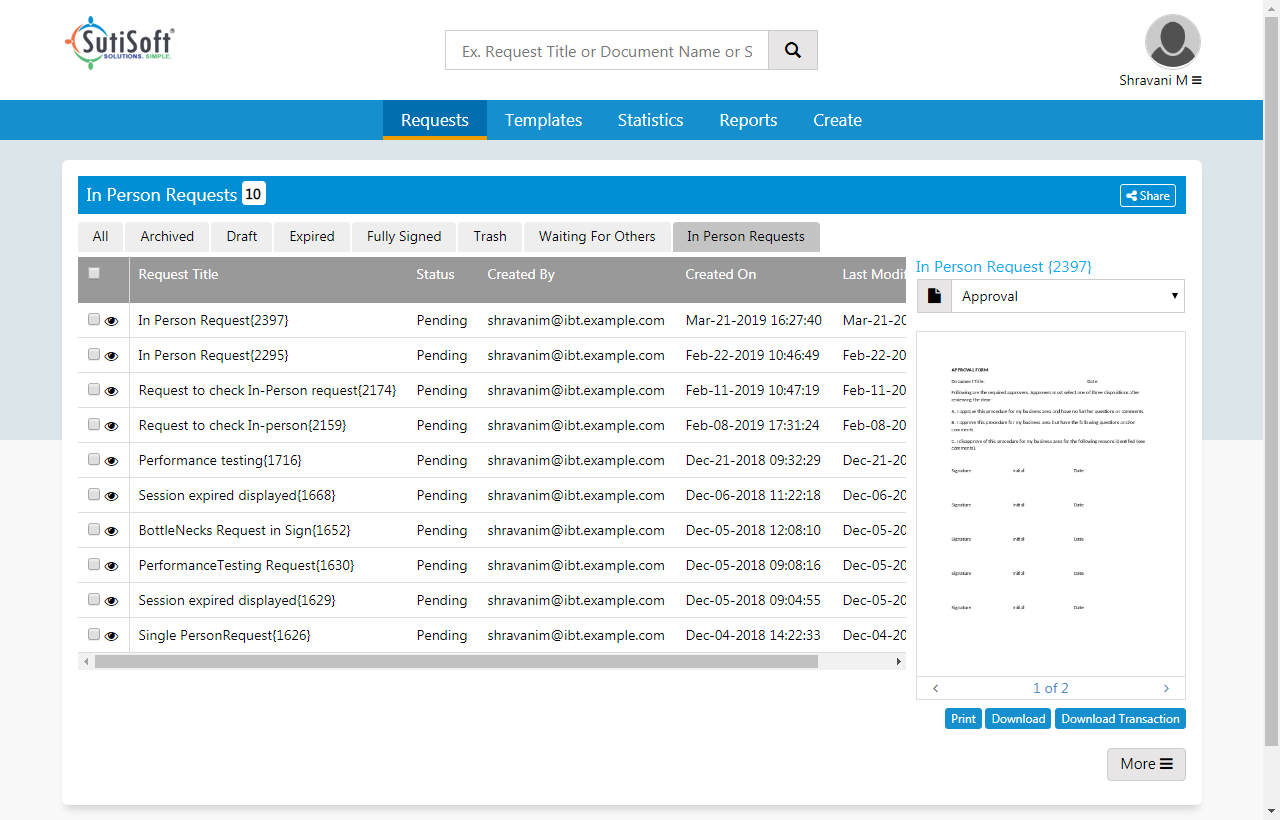 SutiSoft®
SOLUTIONS. SIMPLE.
Ex. Request Title or Document Name or S
Shravani M
Requests Templates Statistics Reports Create
In Person Requests 10
Share
All Archived Draft Expired Fully Signed Trash Waiting For Others In Person Requests
Request Title Status Created By Created On Last Modif
In Person Request{2397} Pending shravanim@ibt.example.com Mar-21-2019 16:27:40 Mar-21-20
In Person Request{2295} Pending shravanim@ibt.example.com Feb-22-2019 10:46:49 Feb-22-20
Request to check In-Person request{2174} Pending shravanim@ibt.example.com Feb-11-2019 10:47:19 Feb-11-20
Request to check In-person{2159} Pending shravanim@ibt.example.com Feb-08-2019 17:31:24 Feb-08-20
Performance testing{1716} Pending shravanim@ibt.example.com Dec-21-2018 09:32:29 Dec-21-20
Session expired displayed{1668} Pending shravanim@ibt.example.com Dec-06-2018 11:22:18 Dec-06-20
BottleNecks Request in Sign{1652} Pending shravanim@ibt.example.com Dec-05-2018 12:08:10 Dec-05-20
PerformanceTesting Request{1630} Pending shravanim@ibt.example.com Dec-05-2018 09:08:16 Dec-05-20
Session expired displayed{1629} Pending shravanim@ibt.example.com Dec-05-2018 09:04:55 Dec-05-20
Single PersonRequest{1626} Pending shravanim@ibt.example.com Dec-04-2018 14:22:33 Dec-04-20
In Person Request {2397}
Approval
APPROVAL FORM
Document Title: Date:
Following are the required approvers. Approvers must select one of three dispositions after
reviewing the item:
A. I approve this procedure for my business area and have no further questions or comments.
B. I approve this procedure for my business area but have the following questions and/or
comments.
C. I disapprove of this procedure for my business area for the following reasons identified (see
comments).
Signature Initial Date
Signature Initial Date
Signature Initial Date
Signature Initial Date
Signature Initial Date
1 of 2
Print Download Download Transaction
More